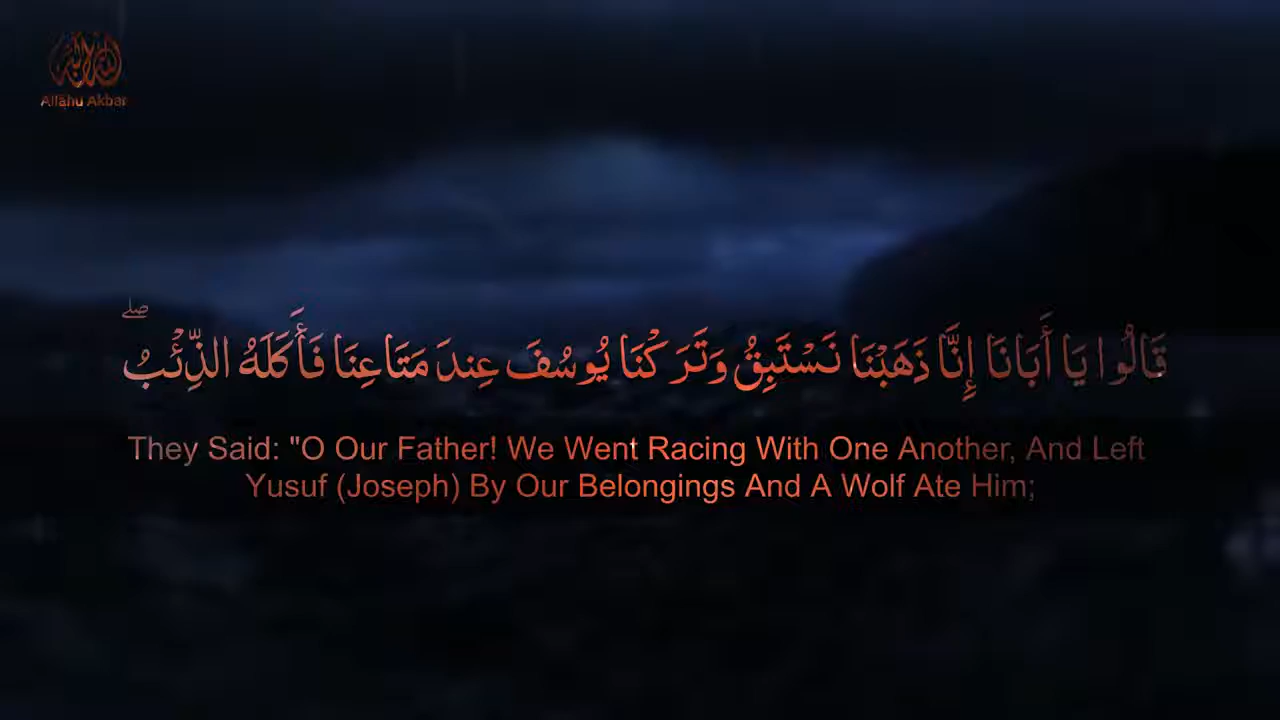 Allāhu Akbar
قَالُوا يَا أَبَانَا إِنَّا ذَهَبْنَا نَسْتَبِقُ وَتَرَكْنَا يُوسُفَ عِندَ مَتَاعِنَا فَأَكَلَهُ الذِّئْبُ ۖ
They Said: "O Our Father! We Went Racing With One Another, And Left
Yusuf (Joseph) By Our Belongings And A Wolf Ate Him;